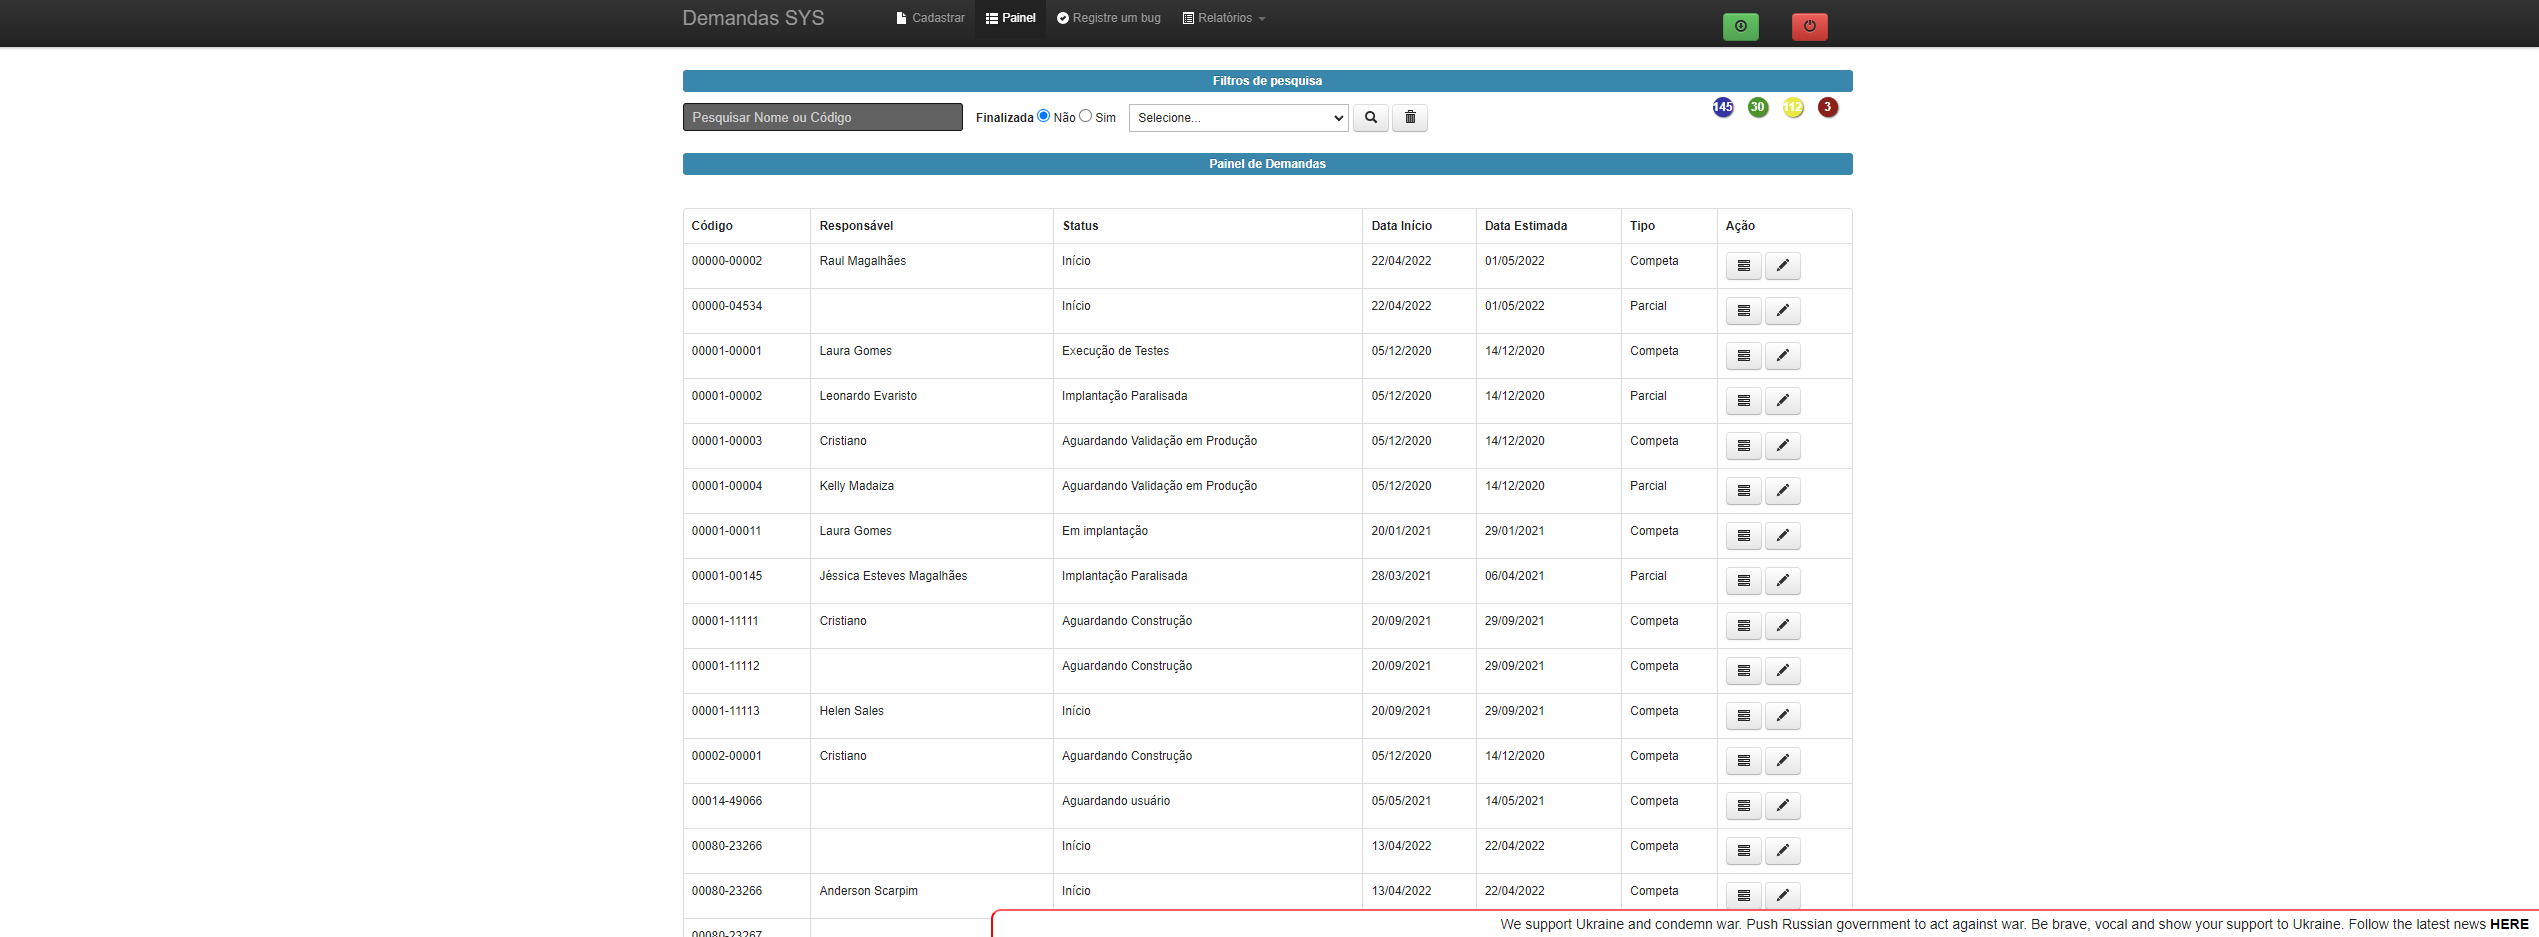 Demandas SYS Cadastrar Painel Registre um bug Relatórios
Filtros de pesquisa
Pesquisar Nome ou Código Finalizada Não Sim Selecione... 145 30 112 3
Painel de Demandas
Código Responsável Status Data Início Data Estimada Tipo Ação
00000-00002 Raul Magalhães Início 22/04/2022 01/05/2022 Competa
00000-04534 Início 22/04/2022 01/05/2022 Parcial
00001-00001 Laura Gomes Execução de Testes 05/12/2020 14/12/2020 Competa
00001-00002 Leonardo Evaristo Implantação Paralisada 05/12/2020 14/12/2020 Parcial
00001-00003 Cristiano Aguardando Validação em Produção 05/12/2020 14/12/2020 Competa
00001-00004 Kelly Madaiza Aguardando Validação em Produção 05/12/2020 14/12/2020 Parcial
00001-00011 Laura Gomes Em implantação 20/01/2021 29/01/2021 Competa
00001-00145 Jéssica Esteves Magalhães Implantação Paralisada 28/03/2021 06/04/2021 Parcial
00001-11111 Cristiano Aguardando Construção 20/09/2021 29/09/2021 Competa
00001-11112 Aguardando Construção 20/09/2021 29/09/2021 Competa
00001-11113 Helen Sales Início 20/09/2021 29/09/2021 Competa
00002-00001 Cristiano Aguardando Construção 05/12/2020 14/12/2020 Competa
00014-49066 Aguardando usuário 05/05/2021 14/05/2021 Competa
00080-23266 Início 13/04/2022 22/04/2022 Competa
00080-23266 Anderson Scarpim Início 13/04/2022 22/04/2022 Competa
00080-23267
We support Ukraine and condemn war. Push Russian government to act against war. Be brave, vocal and show your support to Ukraine. Follow the latest news HERE